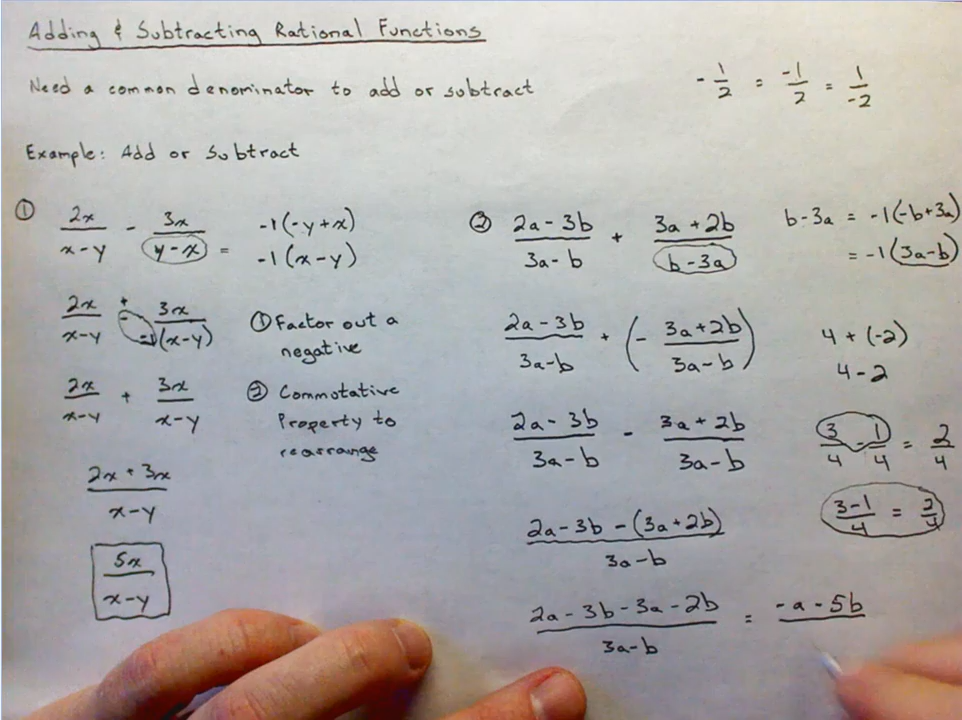 Adding & Subtracting Rational Functions
Need a common denominator to add or subtract
- 1/2 = -1/2 = 1/-2
Example: Add or Subtract
① 2x/(x-y) - 3x/(y-x) =
-1(-y+x)
-1(x-y)
2x/(x-y) - + 3x/-1(x-y)
① Factor out a
negative
2x/(x-y) + 3x/(x-y)
② Commotative
Property to
rearrange
(2x+3x)/(x-y)
5x/(x-y)
② (2a-3b)/(3a-b) + (3a+2b)/(b-3a)
b-3a = -1(-b+3a)
= -1(3a-b)
(2a-3b)/(3a-b) + (- (3a+2b)/(3a-b))
4 + (-2)
4-2
(2a-3b)/(3a-b) - (3a+2b)/(3a-b)
3/4 - 1/4 = 2/4
(3-1)/4 = 2/4
(2a-3b-(3a+2b))/(3a-b)
(2a-3b-3a-2b)/(3a-b) = -a-5b